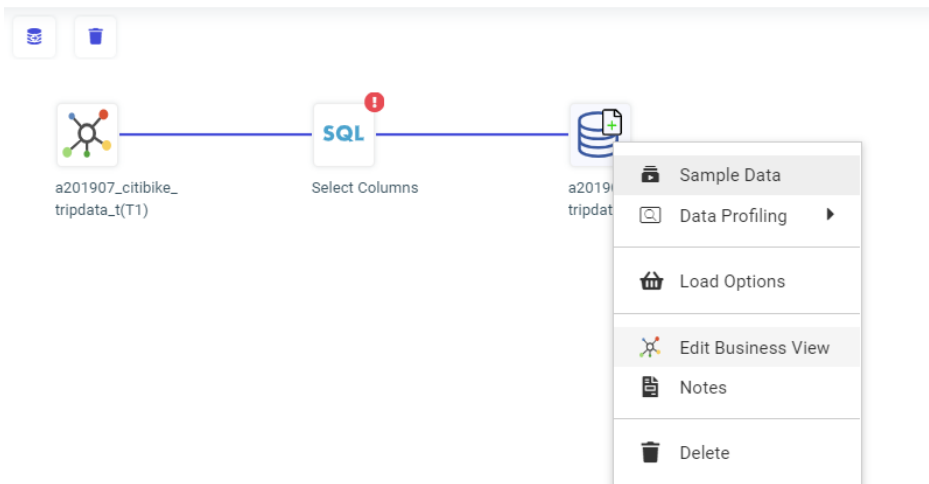 SQL
a201907_citibike_
tripdata_t(T1)
Select Columns
a2019
tripdat
Sample Data
Data Profiling
Load Options
Edit Business View
Notes
Delete